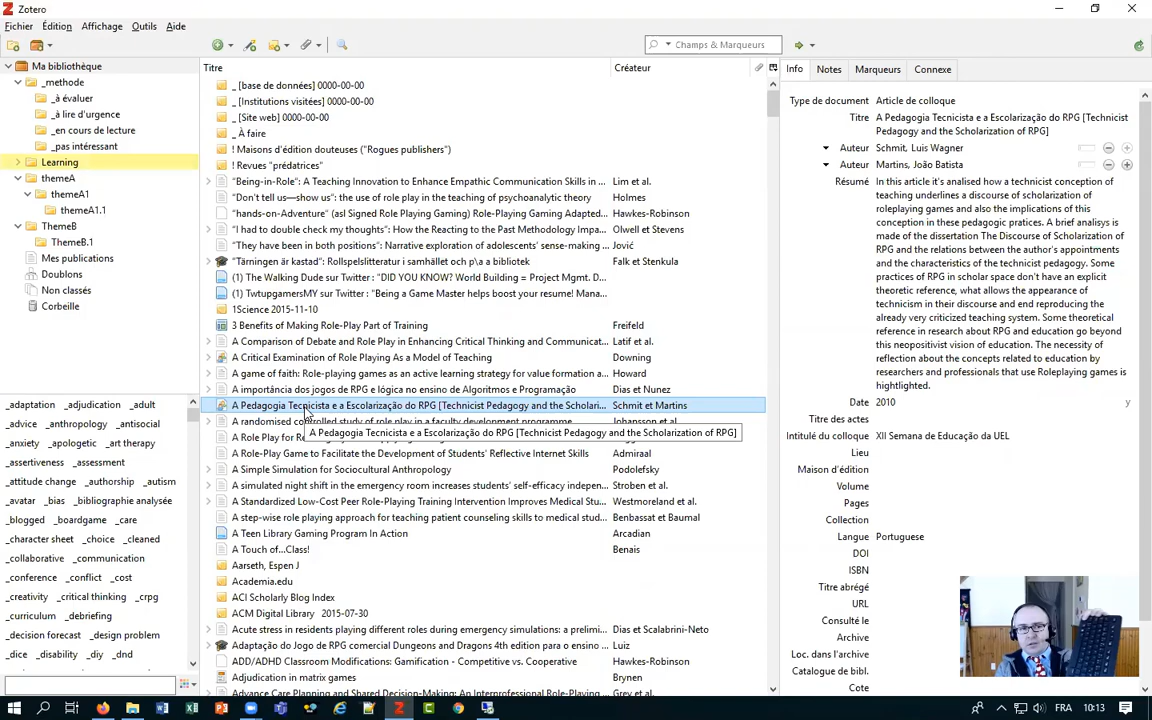 Zotero
Fichier Édition Affichage Outils Aide
Champs & Marqueurs
Ma bibliothèque
_methode
_à évaluer
_à lire d'urgence
_en cours de lecture
_pas intéressant
Learning
themeA
themeA1
themeA1.1
ThemeB
ThemeB.1
Mes publications
Doublons
Non classés
Corbeille
_adaptation _adjudication _adult
_advice _anthropology _antisocial
_anxiety _apologetic _art therapy
_assertiveness _assessment
_attitude change _authorship _autism
_avatar _bias _bibliographie analysée
_blogged _boardgame _care
_character sheet _choice _cleaned
_collaborative _communication
_conference _conflict _cost
_creativity _critical thinking _crpg
_curriculum _debriefing
_decision forecast _design problem
_dice _disability _diy _dnd
Titre Créateur
_ [base de données] 0000-00-00
_ [Institutions visitées] 0000-00-00
_ [Site web] 0000-00-00
_ À faire
! Maisons d'édition douteuses ("Rogues publishers")
! Revues "prédatrices"
"Being-in-Role": A Teaching Innovation to Enhance Empathic Communication Skills in ... Lim et al.
"Don't tell us—show us": the use of role play in the teaching of psychoanalytic theory Holmes
"hands-on-Adventure" (asl Signed Role Playing Gaming) Role-Playing Gaming Adapted... Hawkes-Robinson
"I had to double check my thoughts": How the Reacting to the Past Methodology Impa... Olwell et Stevens
"They have been in both positions": Narrative exploration of adolescents' sense-making ... Jović
"Tärningen är kastad": Rollspelslitteratur i samhället och p\a a bibliotek Falk et Stenkula
(1) The Walking Dude sur Twitter : "DID YOU KNOW? World Building = Project Mgmt. D...
(1) TwtupgamersMY sur Twitter : "Being a Game Master helps boost your resume! Mana...
1Science 2015-11-10
3 Benefits of Making Role-Play Part of Training Freifeld
A Comparison of Debate and Role Play in Enhancing Critical Thinking and Communicat... Latif et al.
A Critical Examination of Role Playing As a Model of Teaching Downing
A game of faith: Role-playing games as an active learning strategy for value formation a... Howard
A importância dos jogos de RPG e lógica no ensino de Algoritmos e Programação Dias et Nunez
A Pedagogia Tecnicista e a Escolarização do RPG [Technicist Pedagogy and the Scholari... Schmit et Martins
A randomised controlled study of role play in a faculty development programme Johansson et al.
A Role Play for Re
A Pedagogia Tecnicista e a Escolarização do RPG [Technicist Pedagogy and the Scholarization of RPG]
A Role-Play Game to Facilitate the Development of Students' Reflective Internet Skills Admiraal
A Simple Simulation for Sociocultural Anthropology Podolefsky
A simulated night shift in the emergency room increases students' self-efficacy indepen... Stroben et al.
A Standardized Low-Cost Peer Role-Playing Training Intervention Improves Medical Stu... Westmoreland et al.
A step-wise role playing approach for teaching patient counseling skills to medical stud... Benbassat et Baumal
A Teen Library Gaming Program In Action Arcadian
A Touch of...Class! Benais
Aarseth, Espen J
Academia.edu
ACI Scholarly Blog Index
ACM Digital Library 2015-07-30
Acute stress in residents playing different roles during emergency simulations: a prelimi... Dias et Scalabrini-Neto
Adaptação do Jogo de RPG comercial Dungeons and Dragons 4th edition para o ensino ... Luiz
ADD/ADHD Classroom Modifications: Gamification - Competitive vs. Cooperative Hawkes-Robinson
Adjudication in matrix games Brynen
Advance Care Planning and Shared Decision-Making: An Interprofessional Role-Playing ... Grey et al.
Info Notes Marqueurs Connexe
Type de document Article de colloque
Titre A Pedagogia Tecnicista e a Escolarização do RPG [Technicist
Pedagogy and the Scholarization of RPG]
Auteur Schmit, Luis Wagner
Auteur Martins, João Batista
Résumé In this article it's analised how a technicist conception of
teaching underlines a discourse of scholarization of
roleplaying games and also the implications of this
conception in these pedagogic pratices. A brief analisys is
made of the dissertation The Discourse of Scholarization of
RPG and the relations between the author's appointments
and the characteristics of the technicist pedagogy. Some
practices of RPG in scholar space don't have an explicit
theoretic reference, what allows the appearance of
technicism in their discourse and end reproducing the
already very criticized teaching system. Some theoretical
reference in research about RPG and education go beyond
this neopositivist vision of education. The necessity of
reflection about the concepts related to education by
researchers and professionals that use Roleplaying games is
highlighted.
Date 2010 y
Titre des actes
Intitulé du colloque XII Semana de Educação da UEL
Lieu
Maison d'édition
Volume
Pages
Collection
Langue Portuguese
DOI
ISBN
Titre abrégé
URL
Consulté le
Archive
Loc. dans l'archive
Catalogue de bibl.
Cote
FRA 10:13